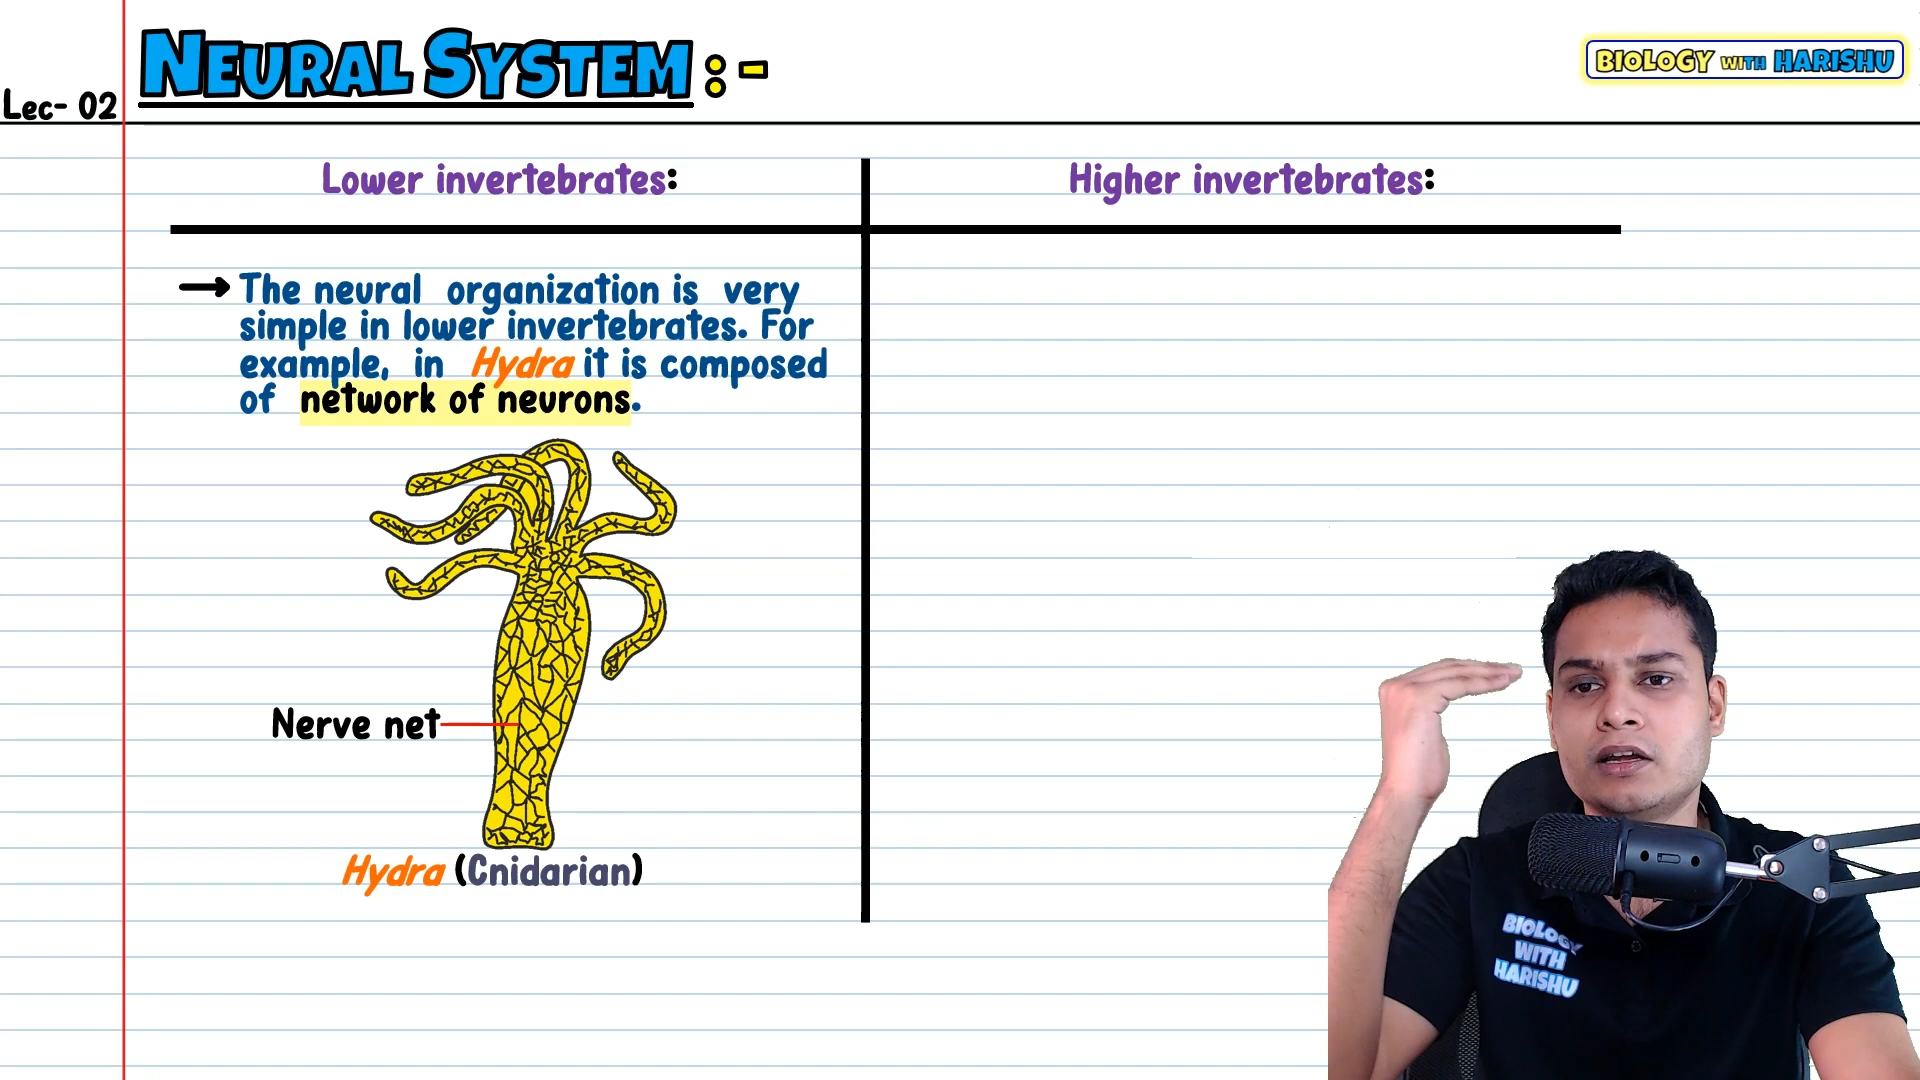 NEURAL SYSTEM :-
BIOLOGY WITH HARISHU
Lec- 02
Lower invertebrates:
Higher invertebrates:
→ The neural organization is very
simple in lower invertebrates. For
example, in Hydra it is composed
of network of neurons.
Nerve net
Hydra (Cnidarian)
BIOLOGY
WITH
HARISHU